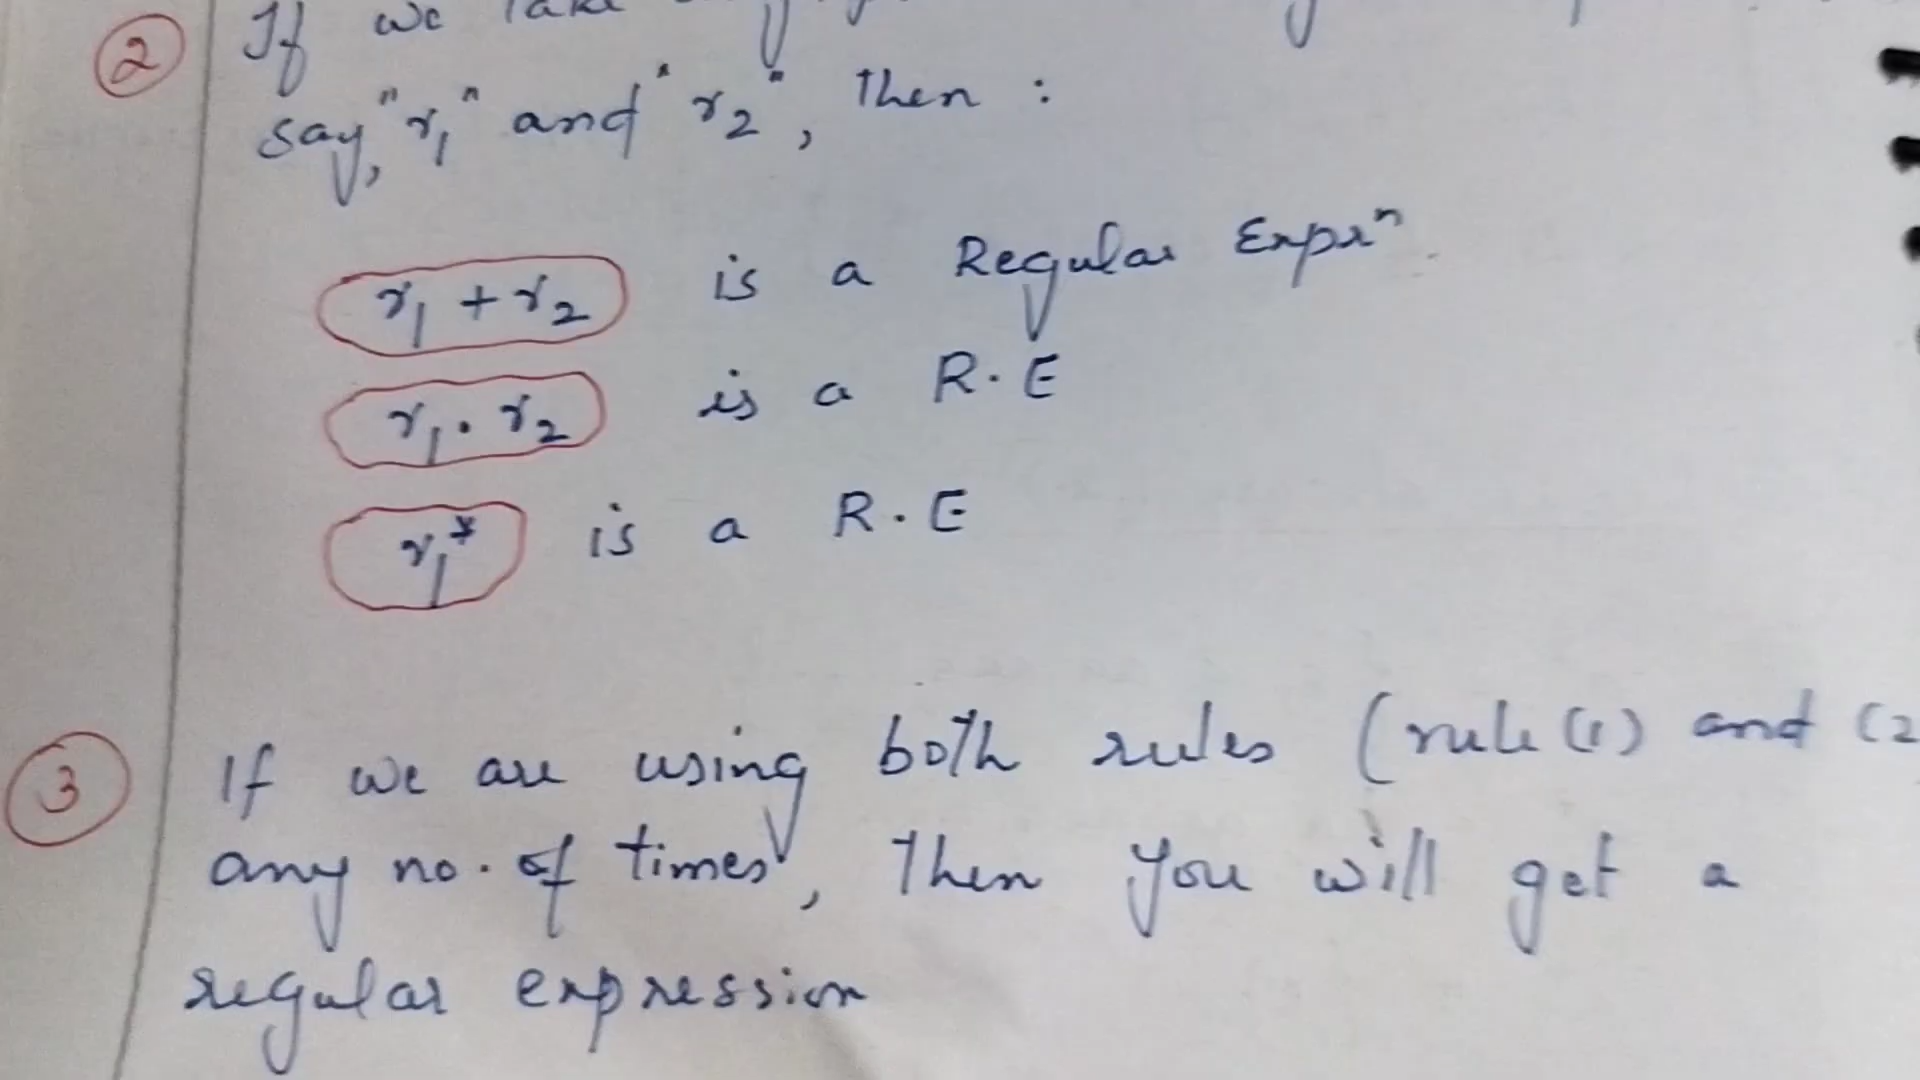 ② If we take
say, "r₁" and "r₂", then :
r₁ + r₂ is a Regular Exprⁿ
r₁ . r₂ is a R.E
r₁* is a R.E
③ If we are using both rules (rule (1) and (2
any no. of times, then you will get a
regular expression